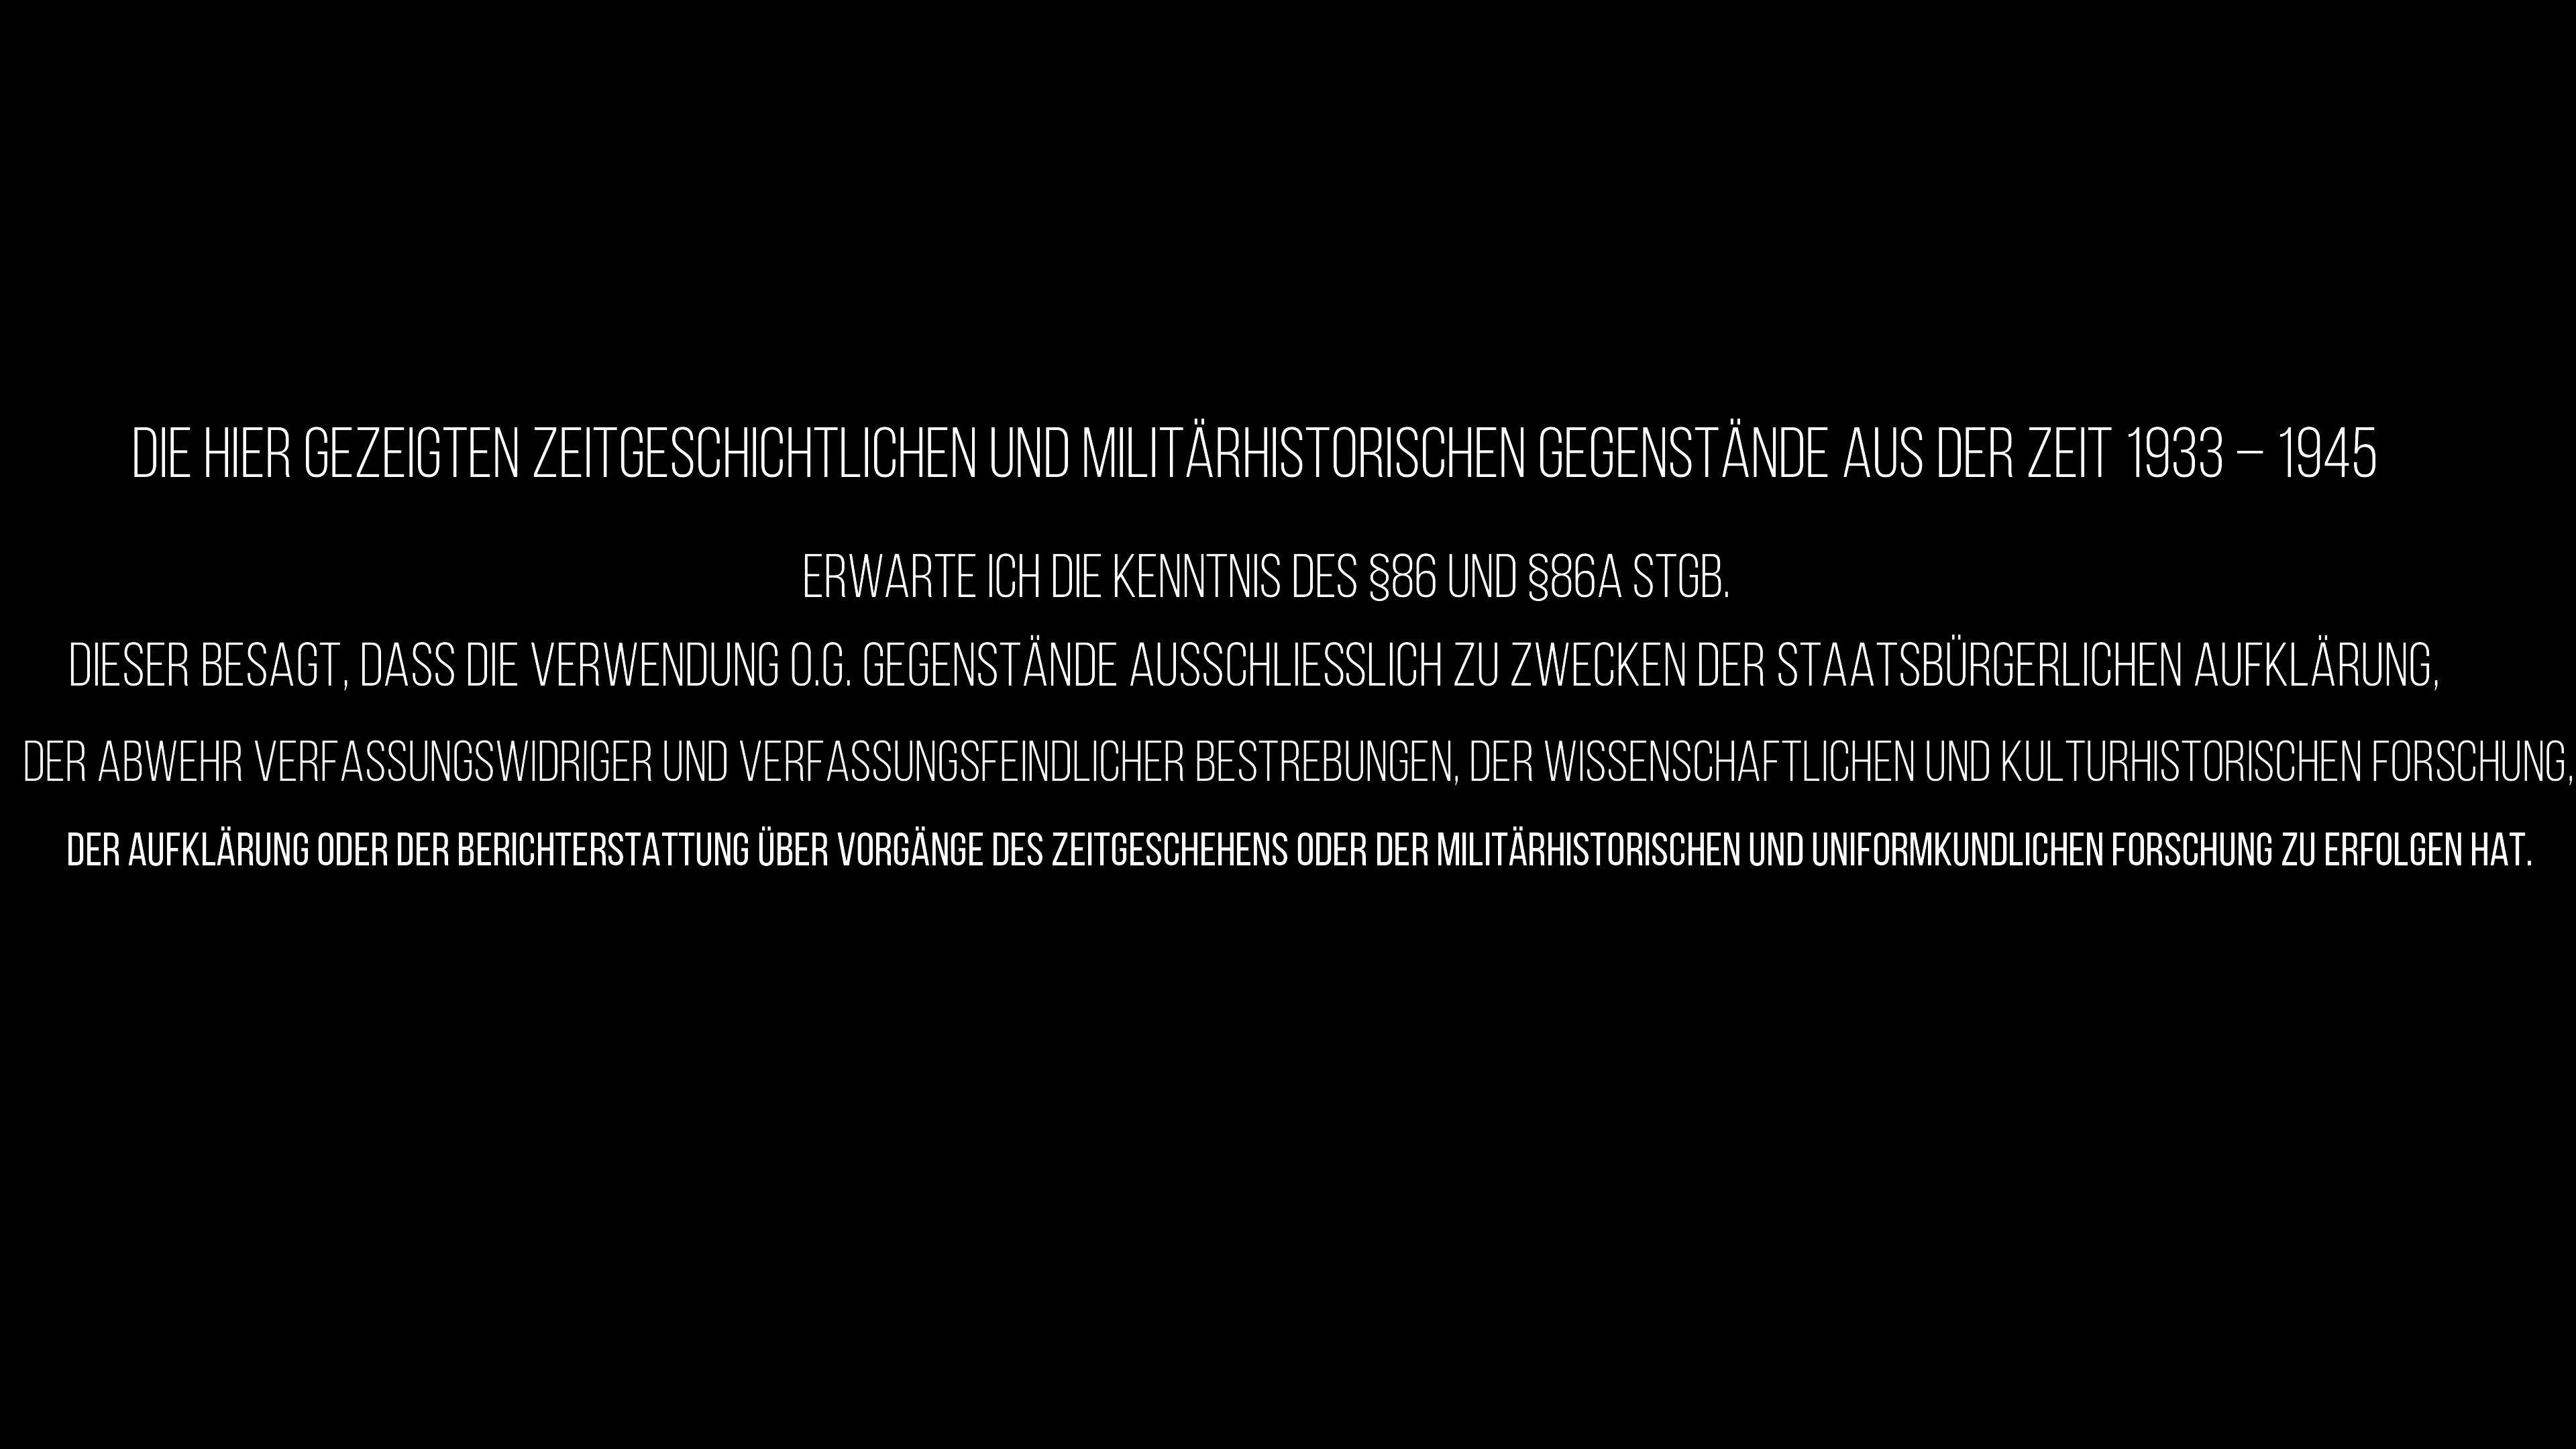 DIE HIER GEZEIGTEN ZEITGESCHICHTLICHEN UND MILITÄRHISTORISCHEN GEGENSTÄNDE AUS DER ZEIT 1933 – 1945
ERWARTE ICH DIE KENNTNIS DES §86 UND §86A STGB.
DIESER BESAGT, DASS DIE VERWENDUNG O.G. GEGENSTÄNDE AUSSCHLIESSLICH ZU ZWECKEN DER STAATSBÜRGERLICHEN AUFKLÄRUNG,
DER ABWEHR VERFASSUNGSWIDRIGER UND VERFASSUNGSFEINDLICHER BESTREBUNGEN, DER WISSENSCHAFTLICHEN UND KULTURHISTORISCHEN FORSCHUNG,
DER AUFKLÄRUNG ODER DER BERICHTERSTATTUNG ÜBER VORGÄNGE DES ZEITGESCHEHENS ODER DER MILITÄRHISTORISCHEN UND UNIFORMKUNDLICHEN FORSCHUNG ZU ERFOLGEN HAT.